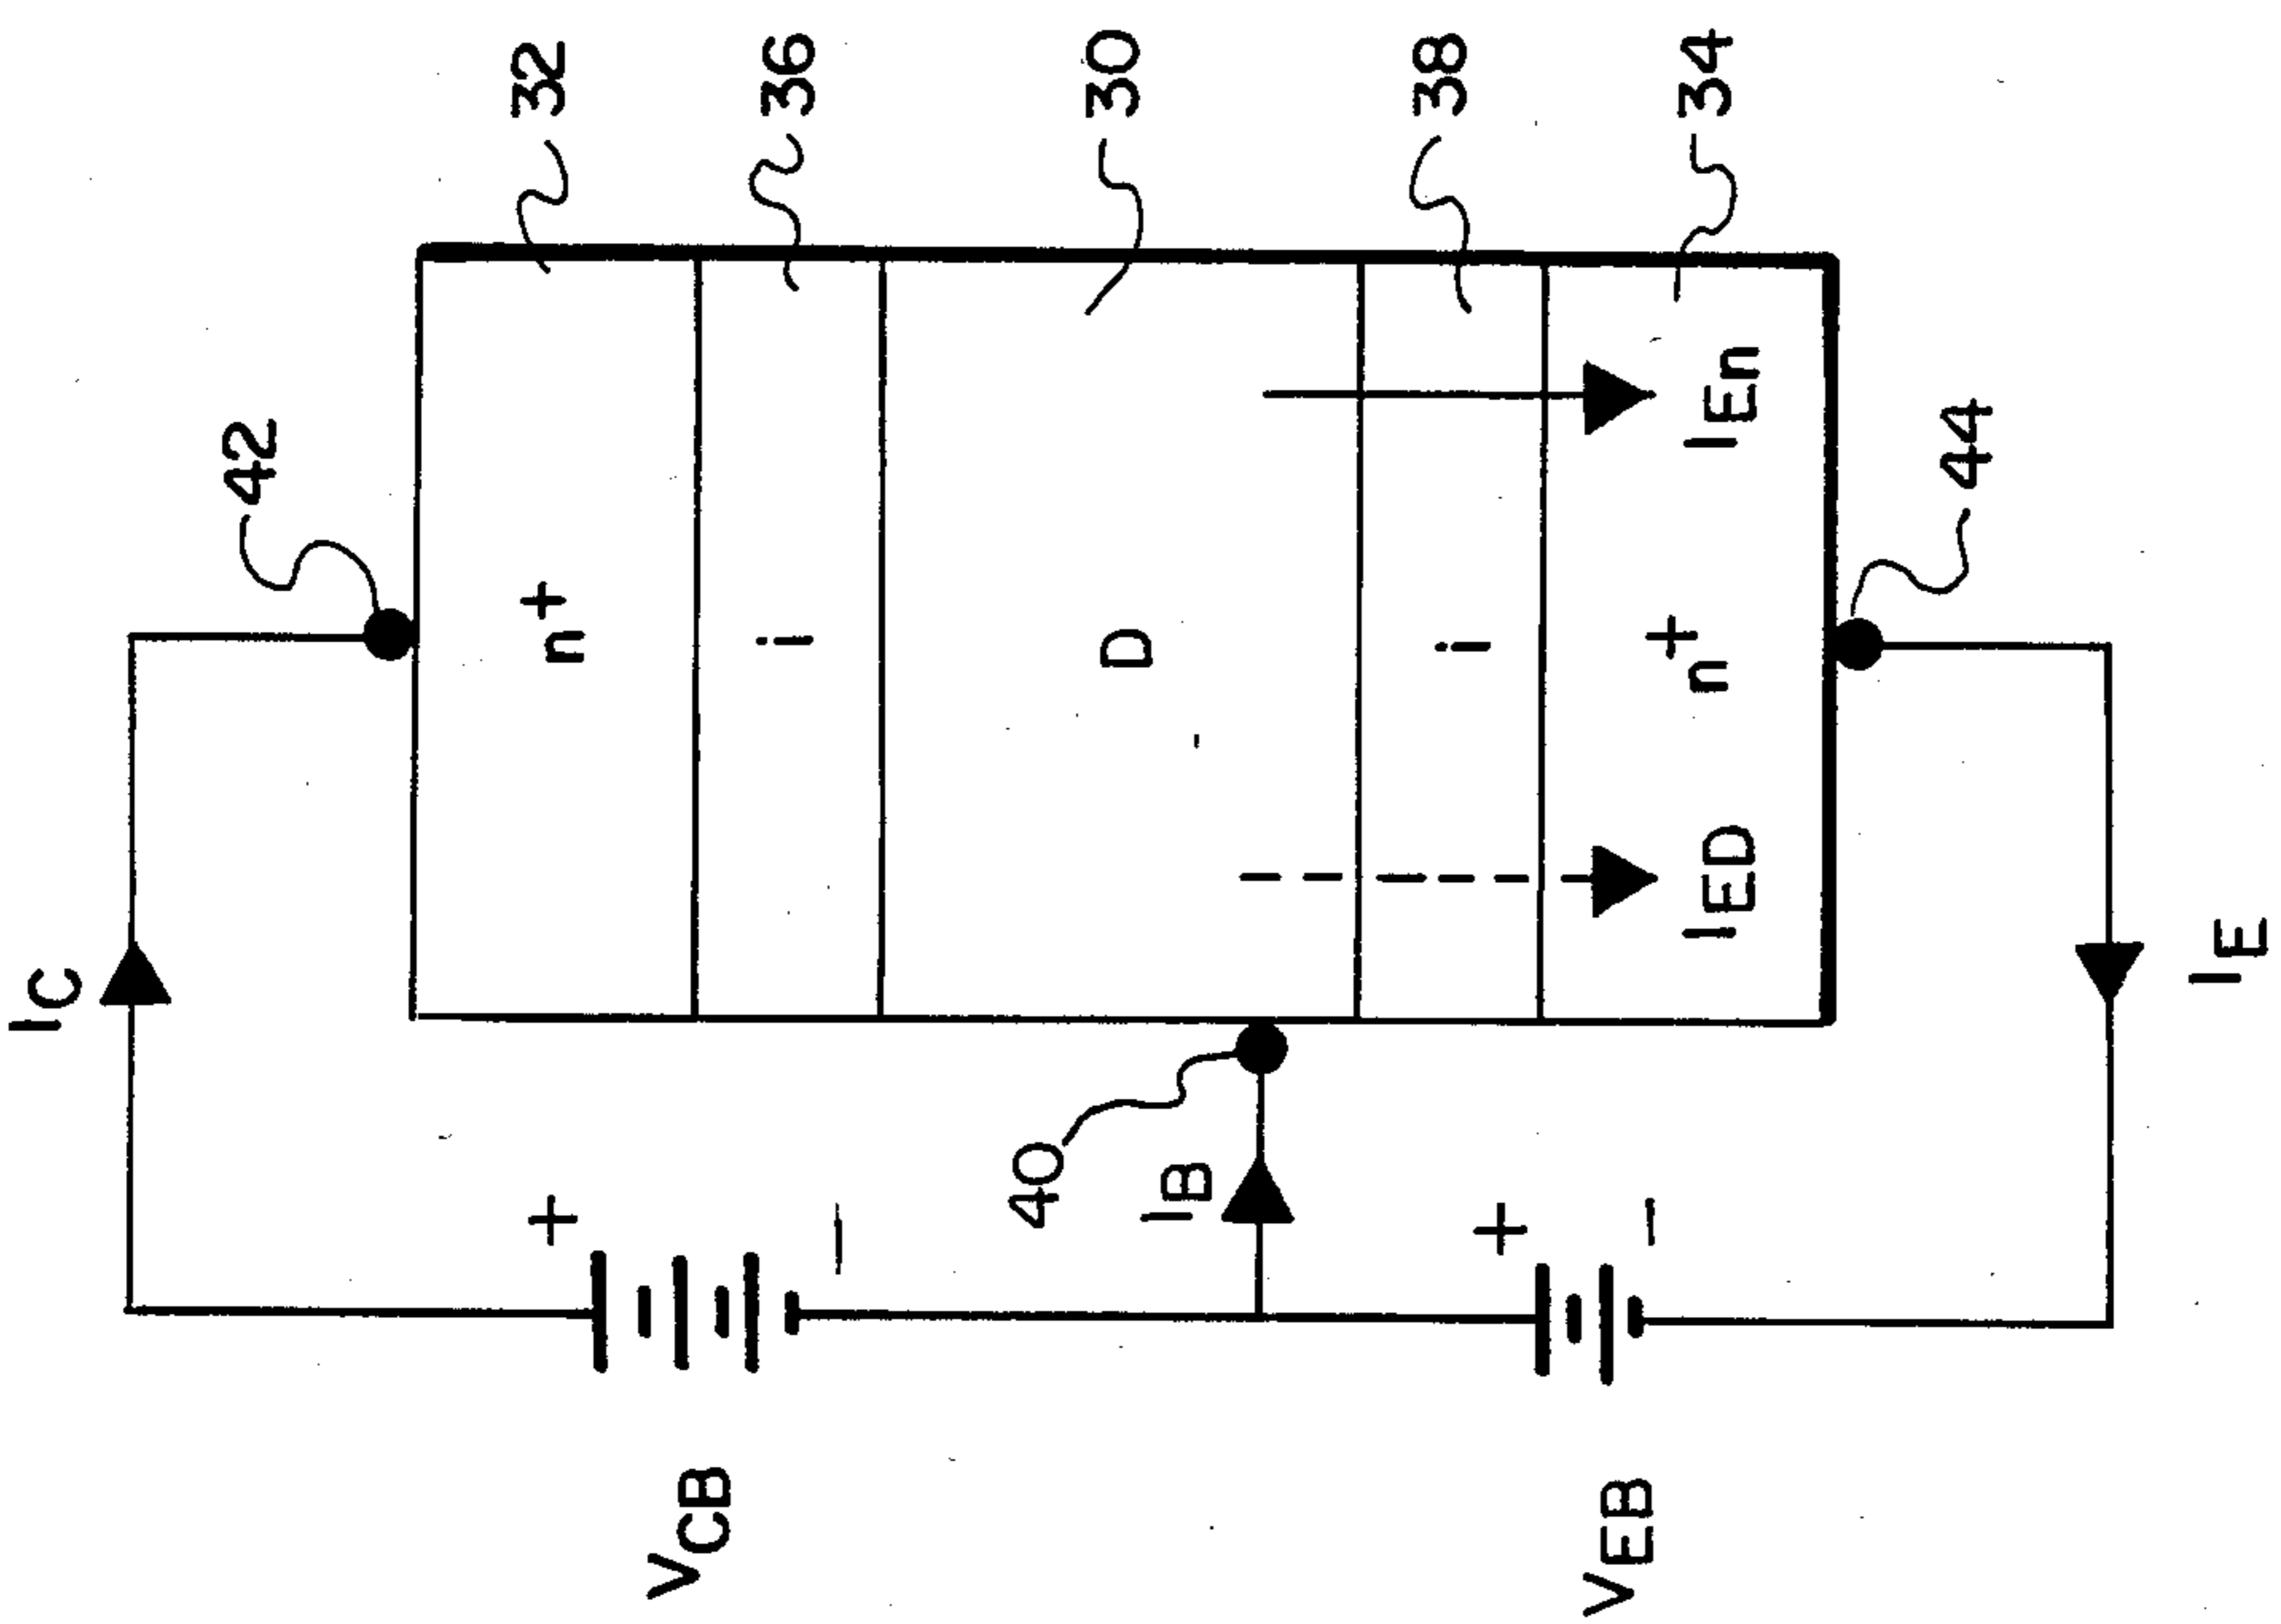 IC
42
+
n+
32
VCB
i
36
−
40
D
30
IB
+
i
38
VEB
−
n+
34
IED
IEn
44
IE